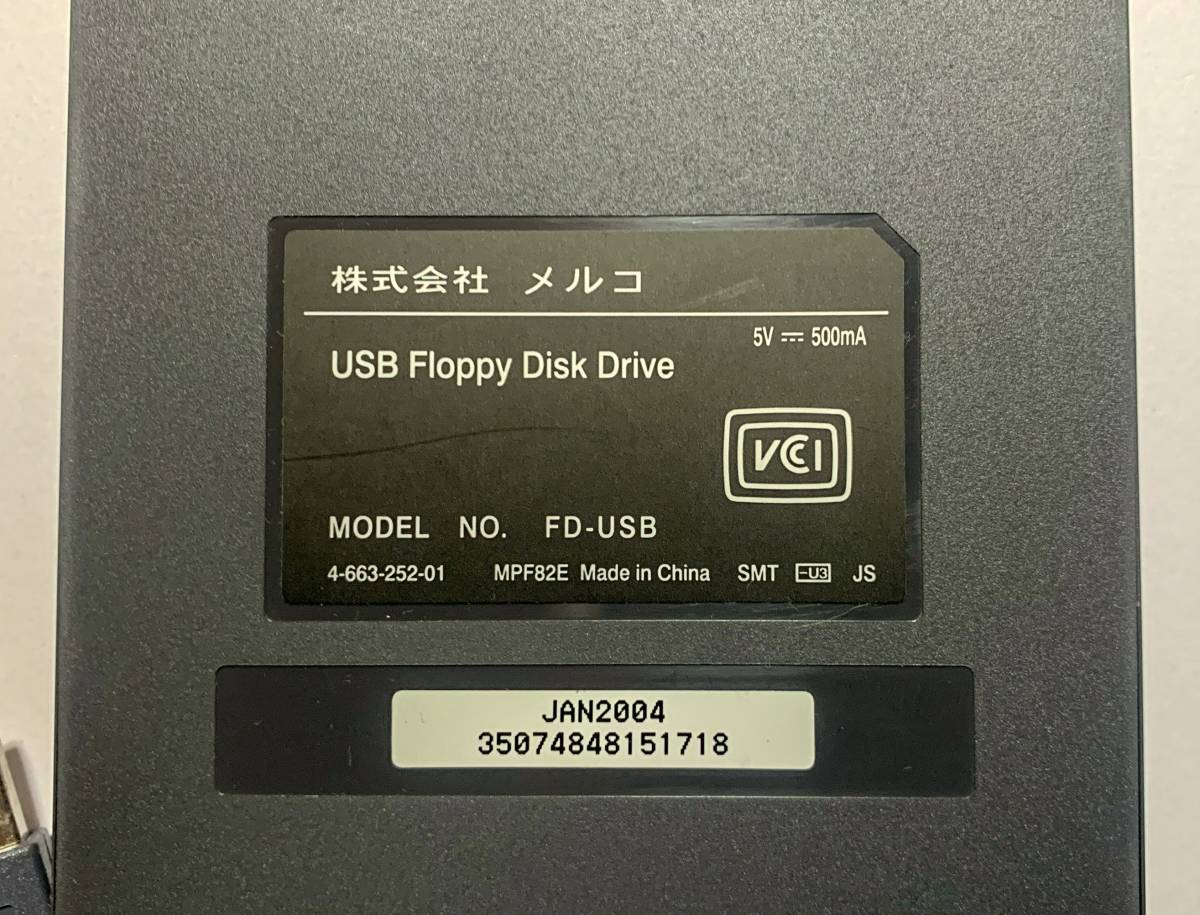 株式会社 メルコ
5V ⎓ 500mA
USB Floppy Disk Drive
VCCI
MODEL NO. FD-USB
4-663-252-01 MPF82E Made in China SMT -U3 JS
JAN2004
35074848151718